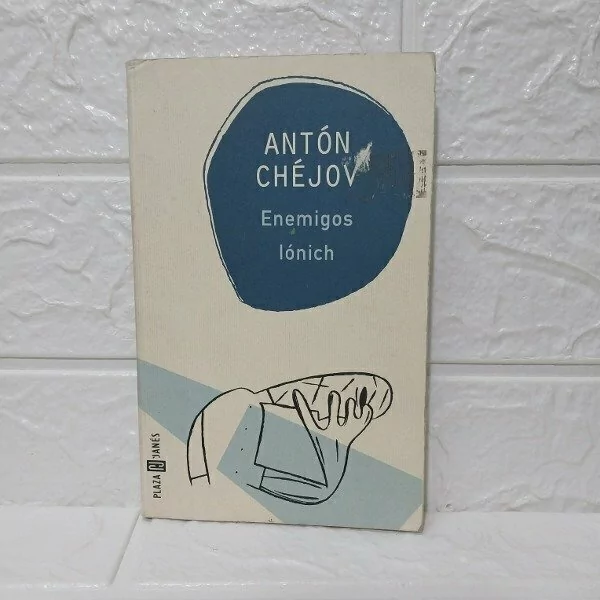 ANTÓN
CHÉJOV
Enemigos
Iónich
PLAZA JANÉS